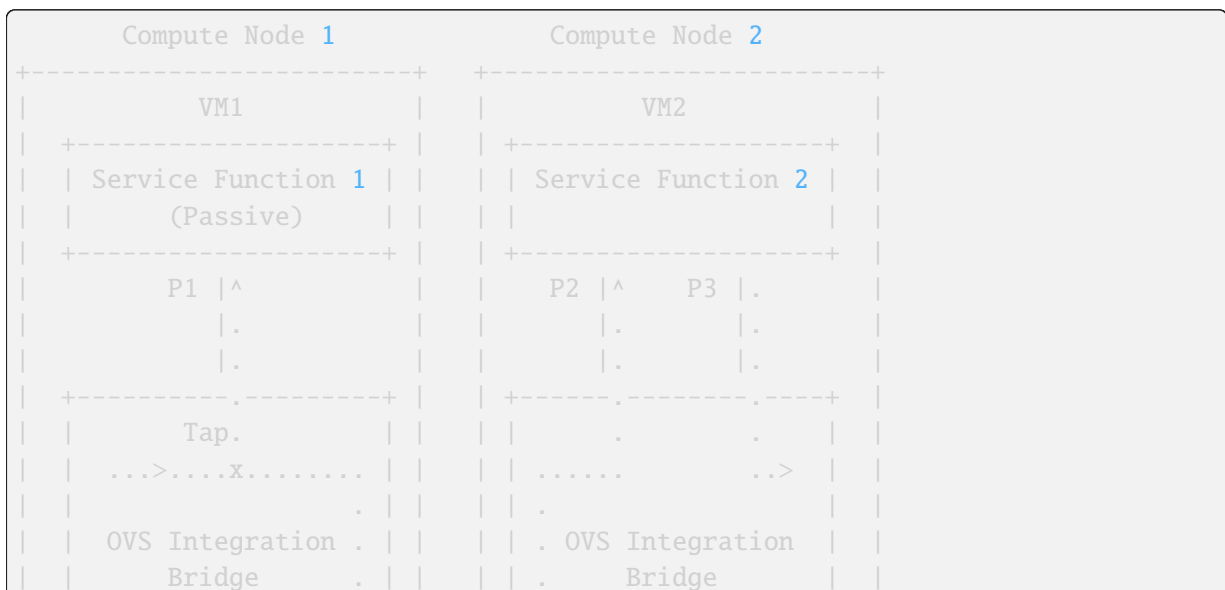 Compute Node 1              Compute Node 2
+-------------------------+   +-------------------------+
|           VM1           |   |          VM2            |
|  +--------------------+ |   | +--------------------+  |
|  | Service Function 1 | |   | | Service Function 2 |  |
|  |      (Passive)     | |   | |                    |  |
|  +--------------------+ |   | +--------------------+  |
|         P1 |^           |   |    P2 |^    P3 |.       |
|            |.           |   |       |.       |.       |
|            |.           |   |       |.       |.       |
|  +----------.---------+ |   | +------.--------.----+  |
|  |       Tap.         | |   | |      .        .    |  |
|  |  ...>....x........ | |   | | ......        ..>  |  |
|  |                  . | |   | | .                  |  |
|  |  OVS Integration . | |   | | . OVS Integration  |  |
|  |      Bridge      . | |   | | .     Bridge       |  |